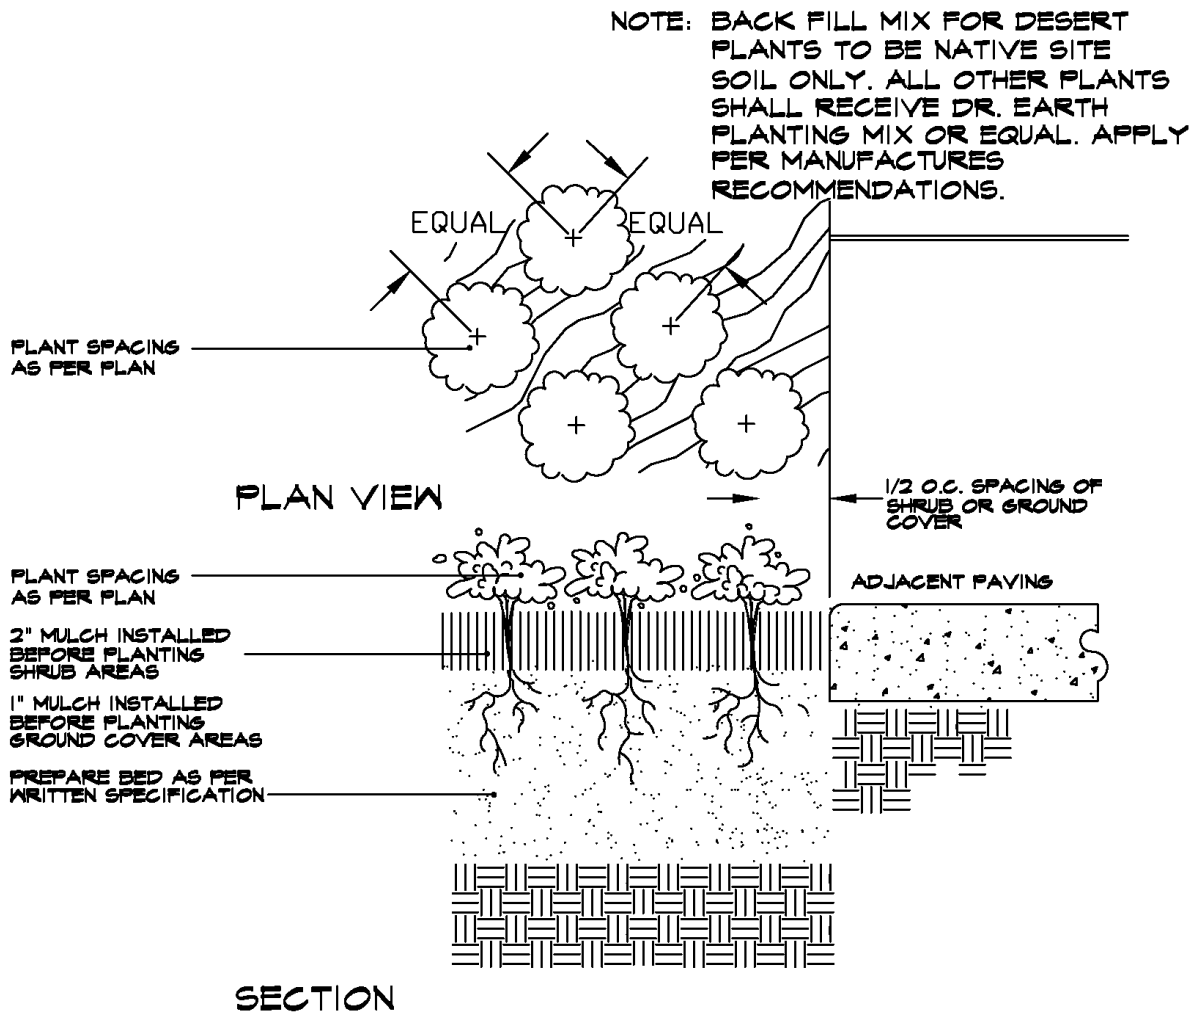 NOTE: BACK FILL MIX FOR DESERT
PLANTS TO BE NATIVE SITE
SOIL ONLY. ALL OTHER PLANTS
SHALL RECEIVE DR. EARTH
PLANTING MIX OR EQUAL. APPLY
PER MANUFACTURES
RECOMMENDATIONS.
EQUAL
EQUAL
PLANT SPACING
AS PER PLAN
PLAN VIEW
1/2 O.C. SPACING OF
SHRUB OR GROUND
COVER
PLANT SPACING
AS PER PLAN
ADJACENT PAVING
2" MULCH INSTALLED
BEFORE PLANTING
SHRUB AREAS
1" MULCH INSTALLED
BEFORE PLANTING
GROUND COVER AREAS
PREPARE BED AS PER
WRITTEN SPECIFICATION
SECTION